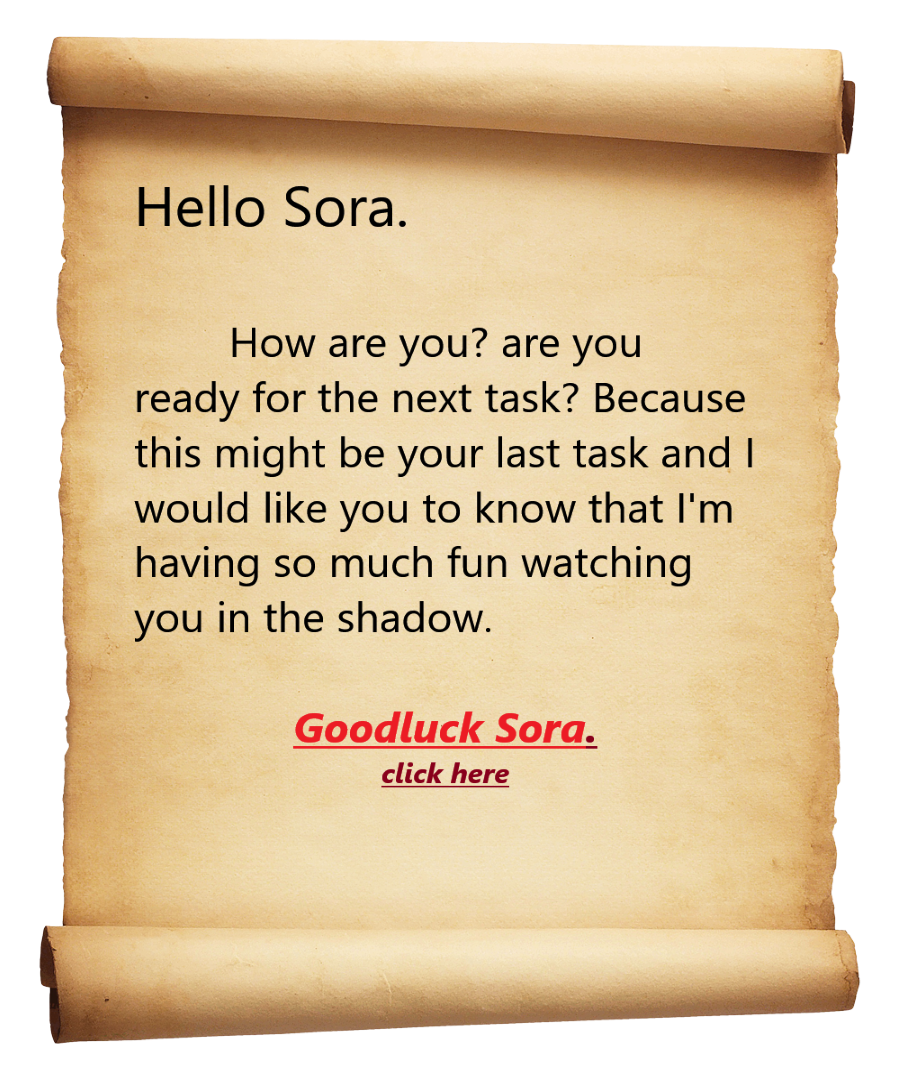 Hello Sora.
How are you? are you
ready for the next task? Because
this might be your last task and I
would like you to know that I'm
having so much fun watching
you in the shadow.
Goodluck Sora.
click here